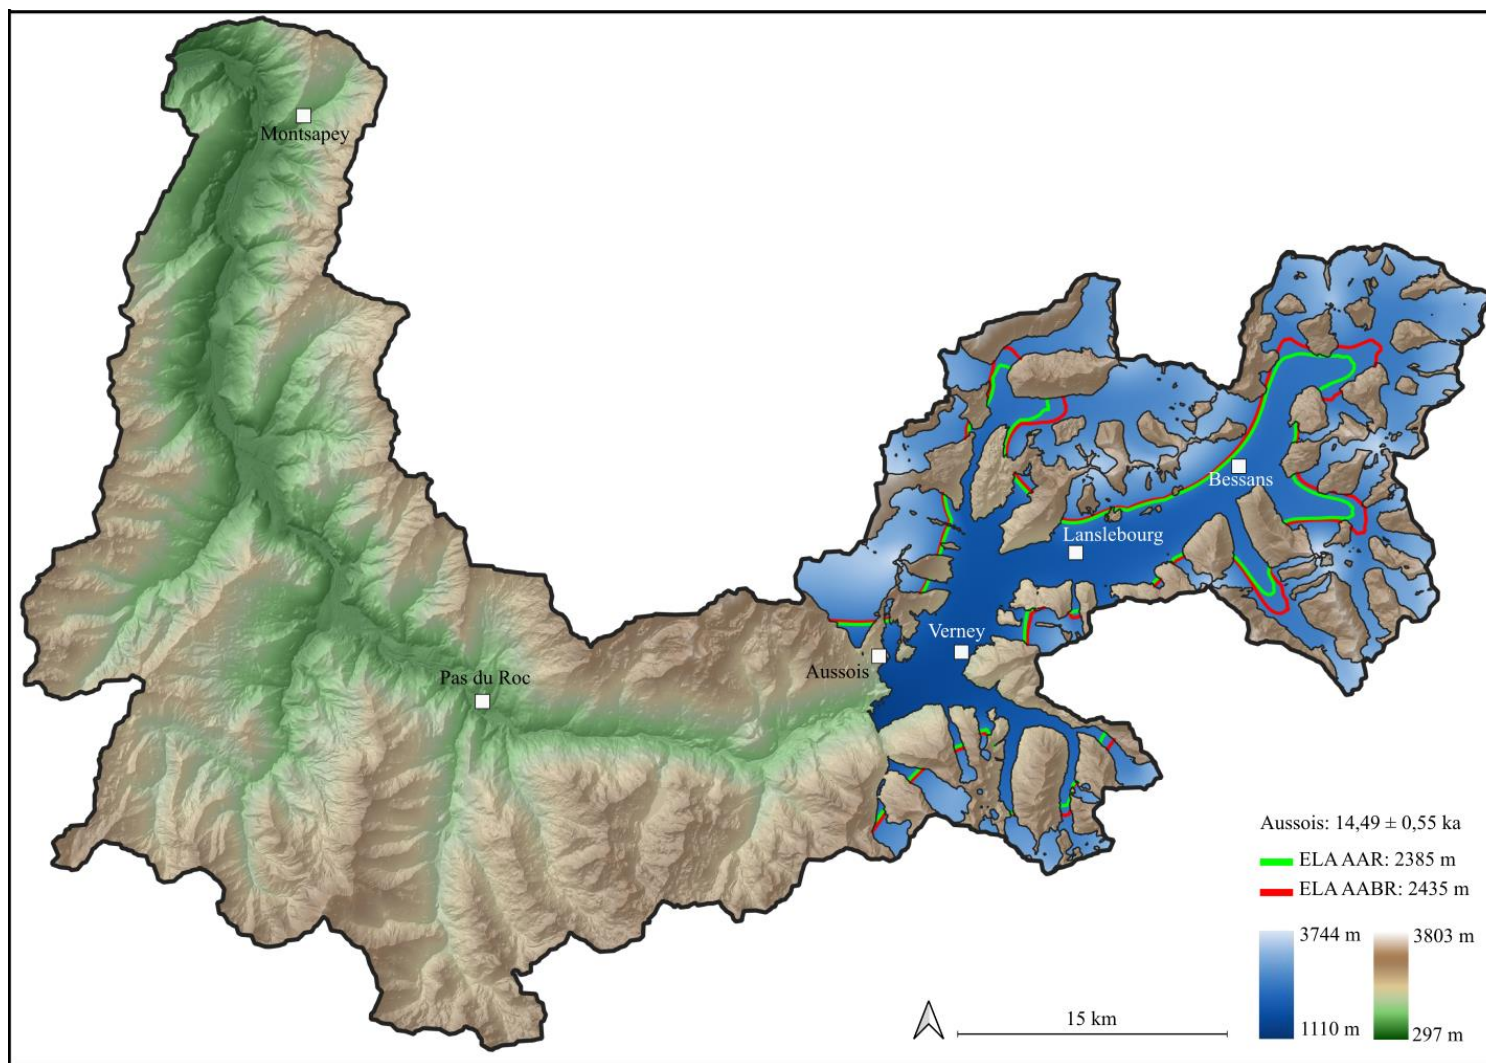 Montsapey
Bessans
Lanslebourg
Verney
Aussois
Pas du Roc
Aussois: 14,49 ± 0,55 ka
ELA AAR: 2385 m
ELA AABR: 2435 m
3744 m
3803 m
1110 m
297 m
15 km